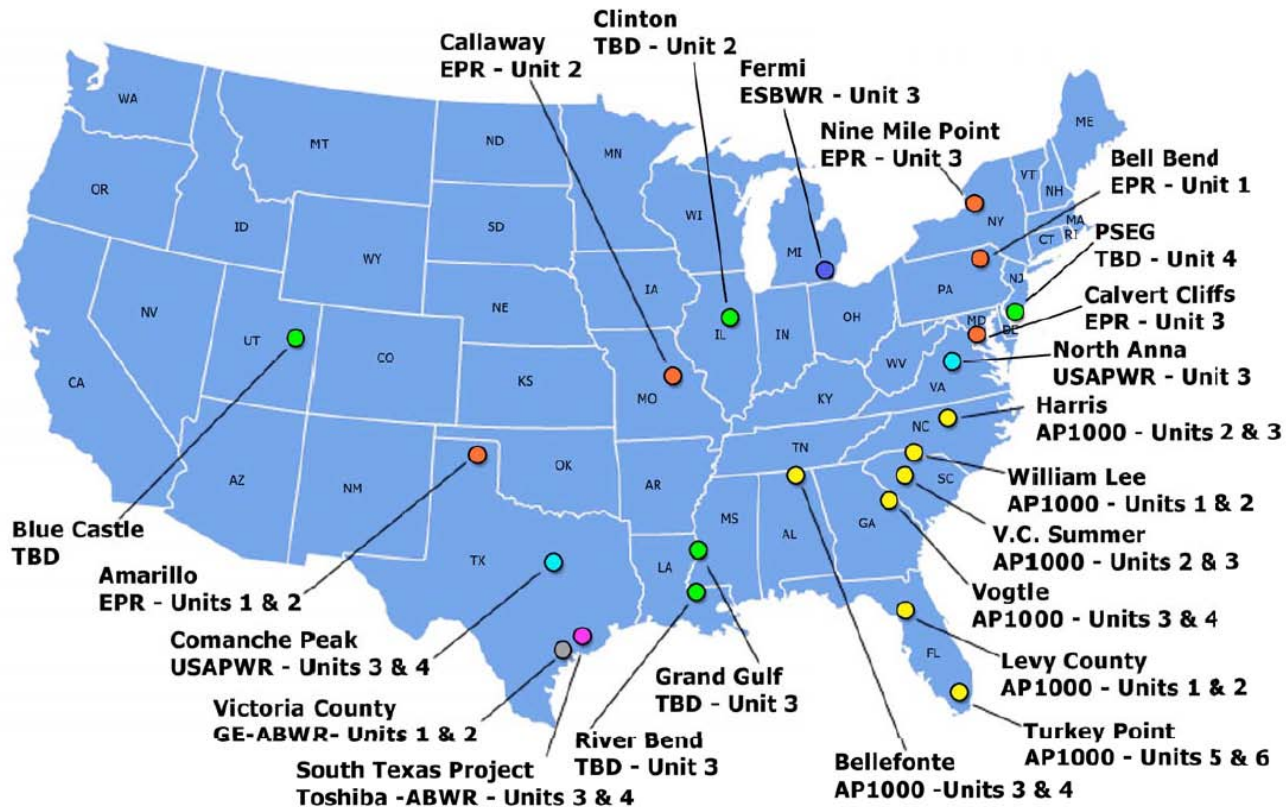 Clinton
TBD - Unit 2
Callaway
EPR - Unit 2
Fermi
ESBWR - Unit 3
Nine Mile Point
EPR - Unit 3
Bell Bend
EPR - Unit 1
PSEG
TBD - Unit 4
Calvert Cliffs
EPR - Unit 3
North Anna
USAPWR - Unit 3
Harris
AP1000 - Units 2 & 3
William Lee
AP1000 - Units 1 & 2
V.C. Summer
AP1000 - Units 2 & 3
Vogtle
AP1000 - Units 3 & 4
Levy County
AP1000 - Units 1 & 2
Turkey Point
AP1000 - Units 5 & 6
Bellefonte
AP1000 -Units 3 & 4
Grand Gulf
TBD - Unit 3
River Bend
TBD - Unit 3
South Texas Project
Toshiba -ABWR - Units 3 & 4
Victoria County
GE-ABWR- Units 1 & 2
Comanche Peak
USAPWR - Units 3 & 4
Amarillo
EPR - Units 1 & 2
Blue Castle
TBD
WA
MT
ND
MN
ME
VT
NH
OR
ID
SD
WI
MI
NY
MA
CT
RI
WY
IA
PA
NJ
NV
NE
UT
IL
IN
OH
MD
DE
CA
CO
KS
MO
WV
VA
KY
AZ
NM
OK
AR
TN
NC
SC
TX
LA
MS
AL
GA
FL